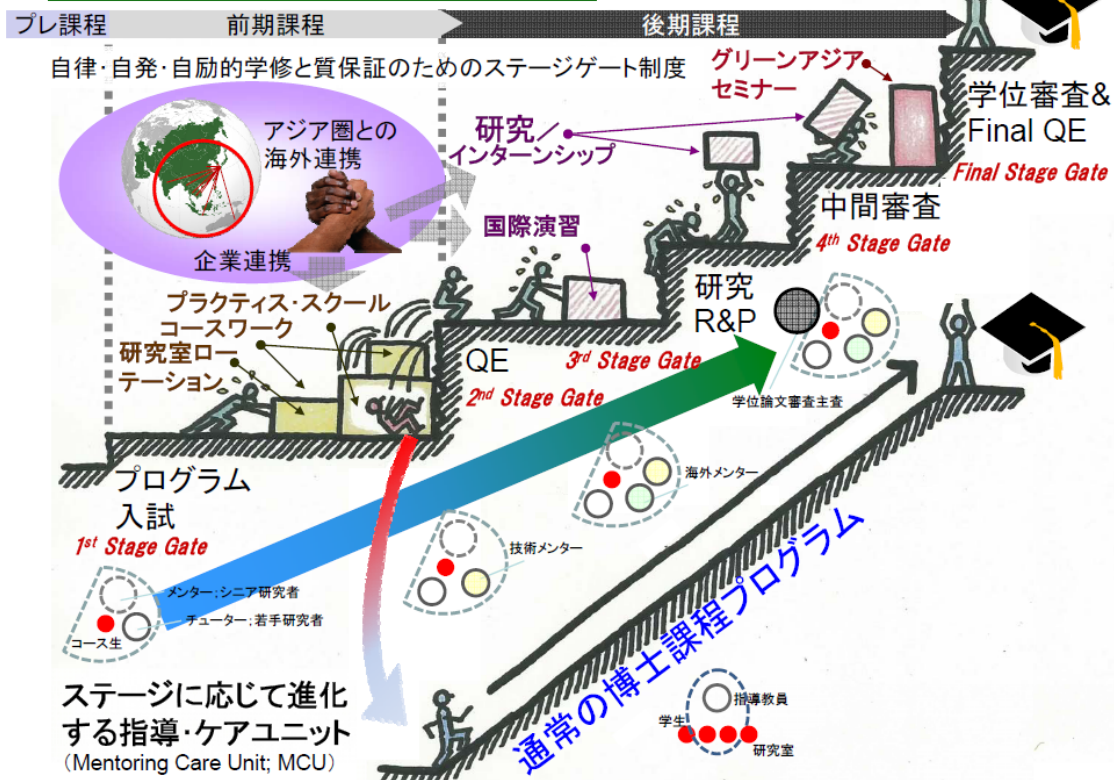 プレ課程
前期課程
後期課程
自律・自発・自励的学修と質保証のためのステージゲート制度
グリーンアジア
セミナー
学位審査&
Final QE
Final Stage Gate
アジア圏との
海外連携
企業連携
研究／
インターンシップ
国際演習
中間審査
4th Stage Gate
プラクティス・スクール
コースワーク
研究室ロー
テーション
研究
R&P
3rd Stage Gate
QE
2nd Stage Gate
学位論文審査主査
プログラム
入試
1st Stage Gate
海外メンター
技術メンター
メンター;シニア研究者
チューター;若手研究者
コース生
通常の博士課程プログラム
ステージに応じて進化
する指導・ケアユニット
(Mentoring Care Unit; MCU)
指導教員
学生
研究室